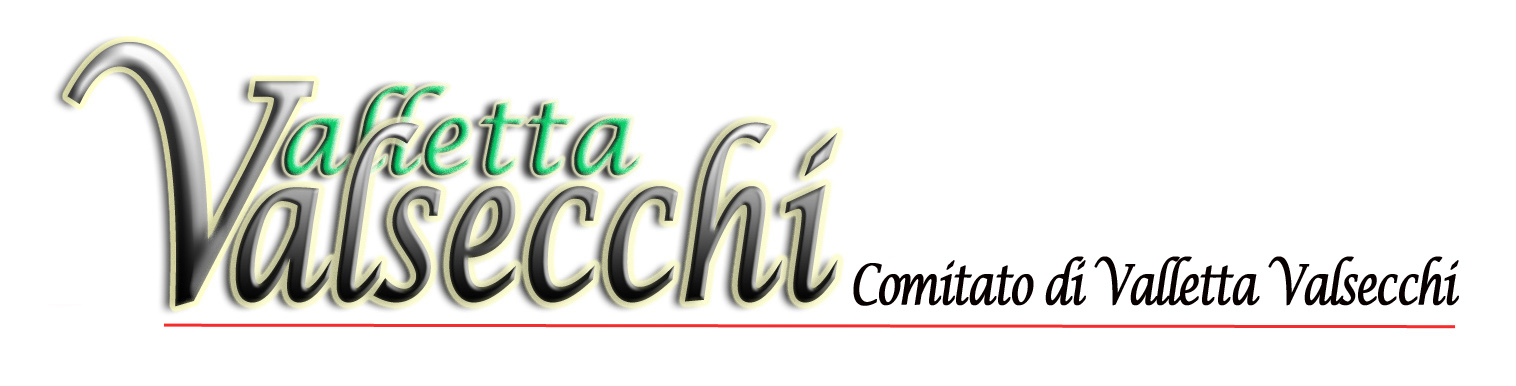 Valletta
Valsecchi
Comitato di Valletta Valsecchi